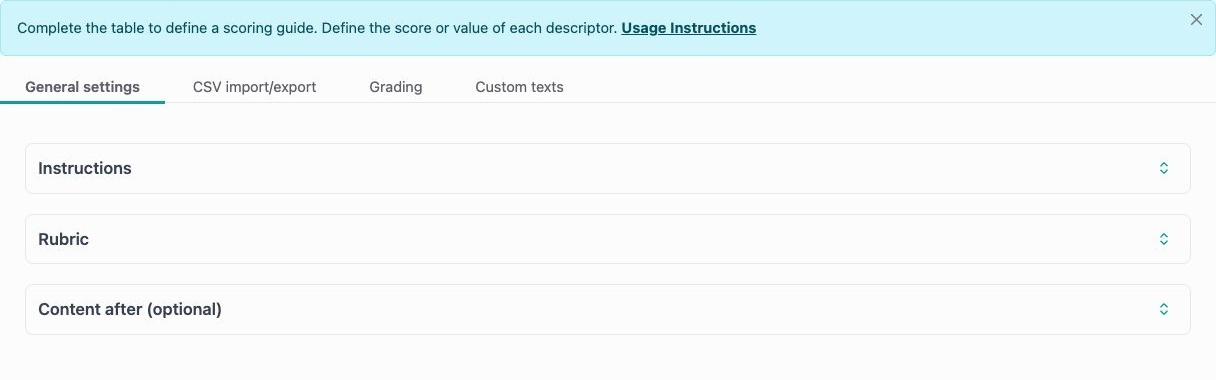 Complete the table to define a scoring guide. Define the score or value of each descriptor. Usage Instructions
General settings
CSV import/export
Grading
Custom texts
Instructions
Rubric
Content after (optional)